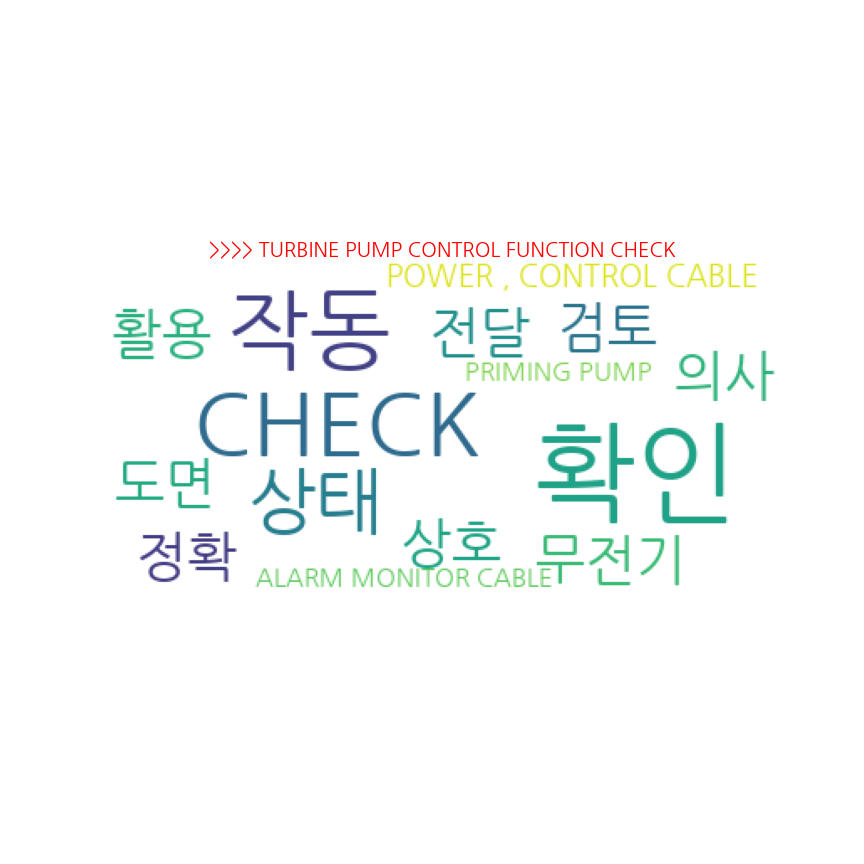 >>>> TURBINE PUMP CONTROL FUNCTION CHECK
POWER , CONTROL CABLE
활용 작동 전달 검토
PRIMING PUMP 의사
CHECK 확인
도면 상태
정확 상호 무전기
ALARM MONITOR CABLE